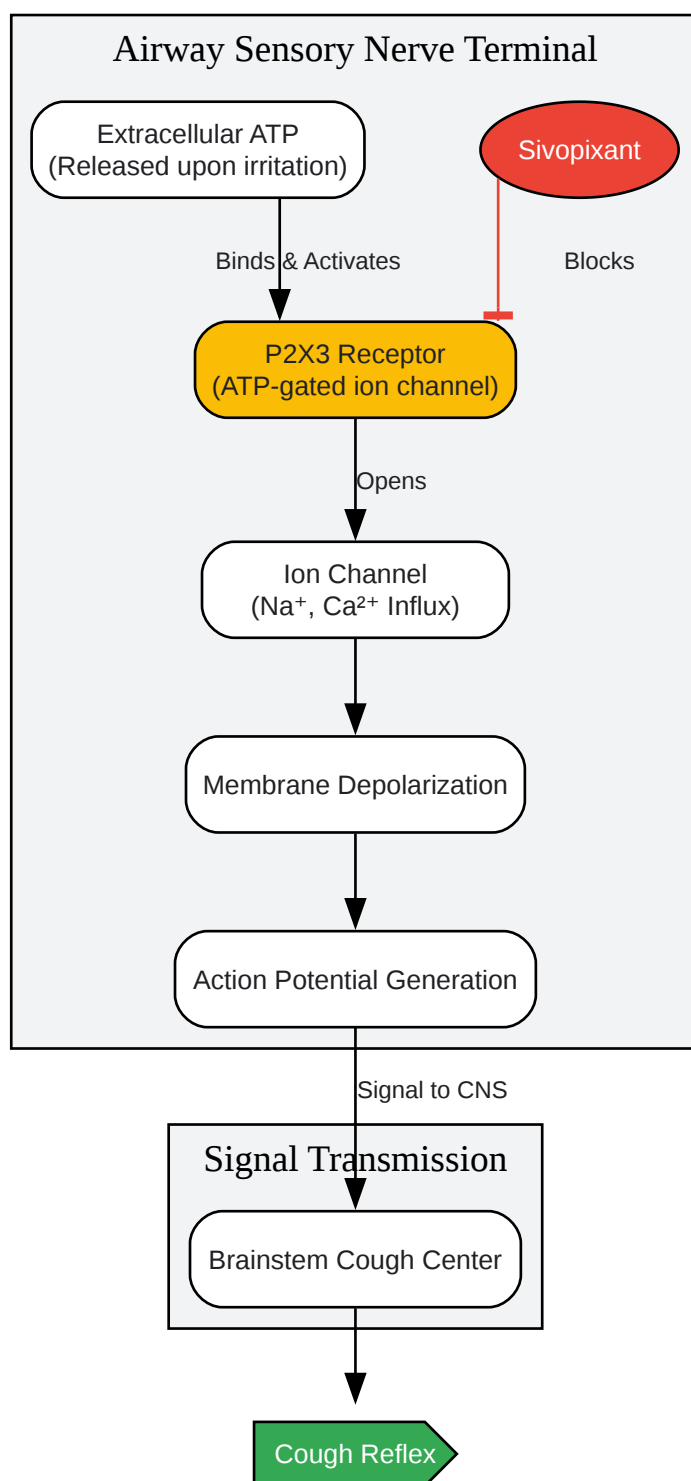 Airway Sensory Nerve Terminal
Extracellular ATP
(Released upon irritation)
Sivopixant
Binds & Activates
Blocks
P2X3 Receptor
(ATP-gated ion channel)
Opens
Ion Channel
(Na⁺, Ca²⁺ Influx)
Membrane Depolarization
Action Potential Generation
Signal to CNS
Signal Transmission
Brainstem Cough Center
Cough Reflex